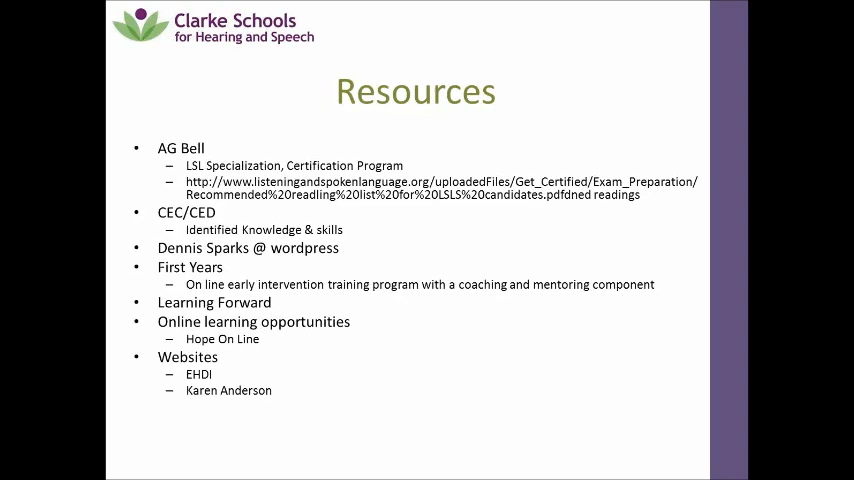 Clarke Schools
for Hearing and Speech
Resources
• AG Bell
– LSL Specialization, Certification Program
– http://www.listeningandspokenlanguage.org/uploadedFiles/Get_Certified/Exam_Preparation/
Recommended%20readling%20list%20for%20LSLS%20candidates.pdfdned readings
• CEC/CED
– Identified Knowledge & skills
• Dennis Sparks @ wordpress
• First Years
– On line early intervention training program with a coaching and mentoring component
• Learning Forward
• Online learning opportunities
– Hope On Line
• Websites
– EHDI
– Karen Anderson